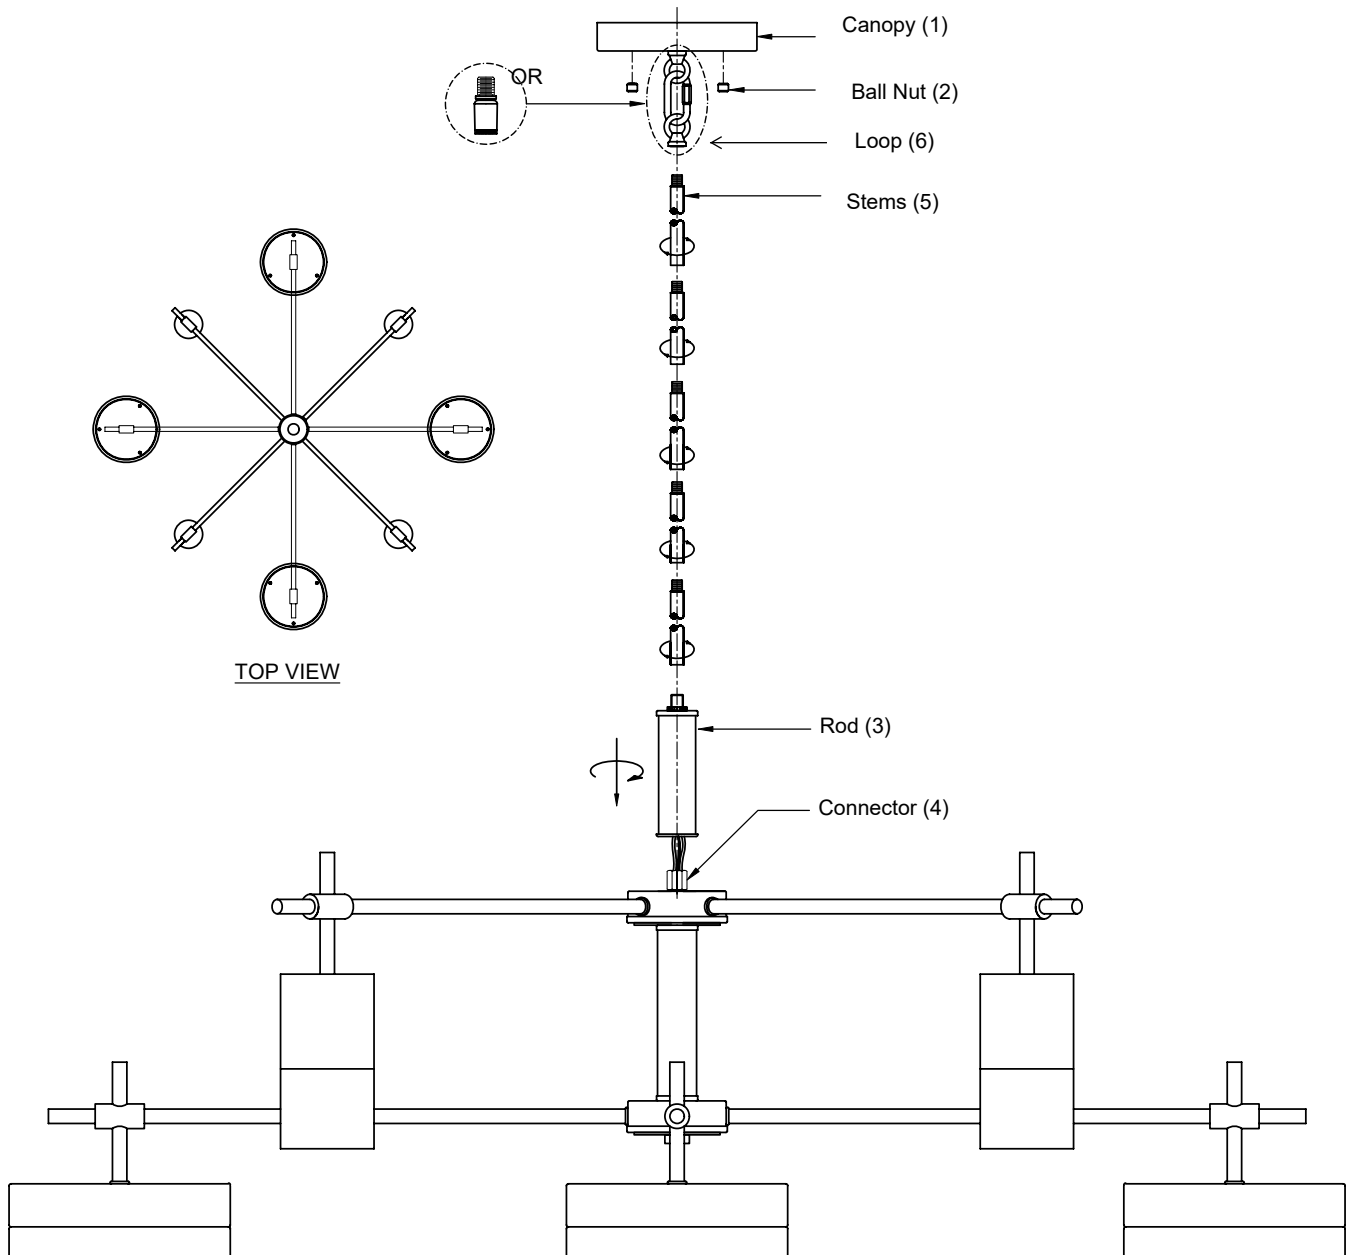 Canopy (1)
OR
Ball Nut (2)
Loop (6)
Stems (5)
TOP VIEW
Rod (3)
Connector (4)